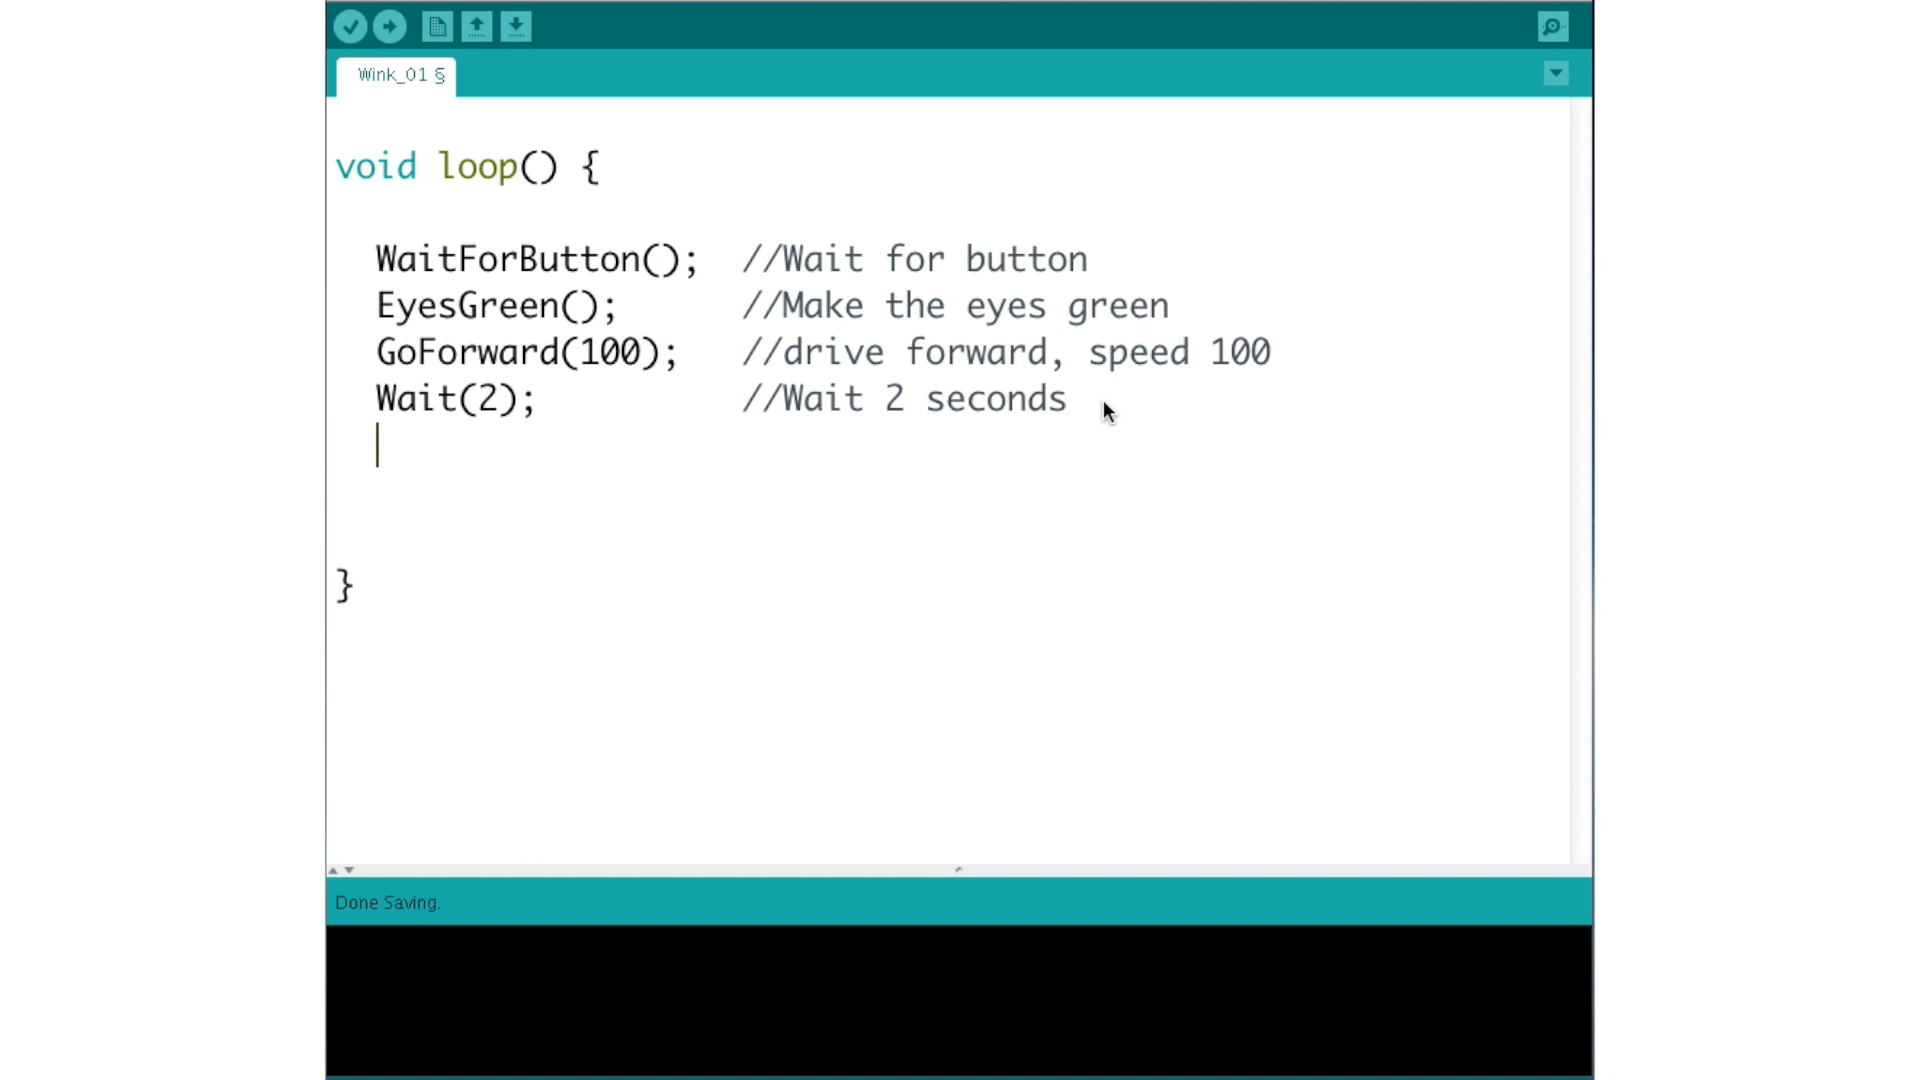 Wink_01 §
void loop() {
WaitForButton();  //Wait for button
EyesGreen();      //Make the eyes green
GoForward(100);   //drive forward, speed 100
Wait(2);          //Wait 2 seconds
}
Done Saving.